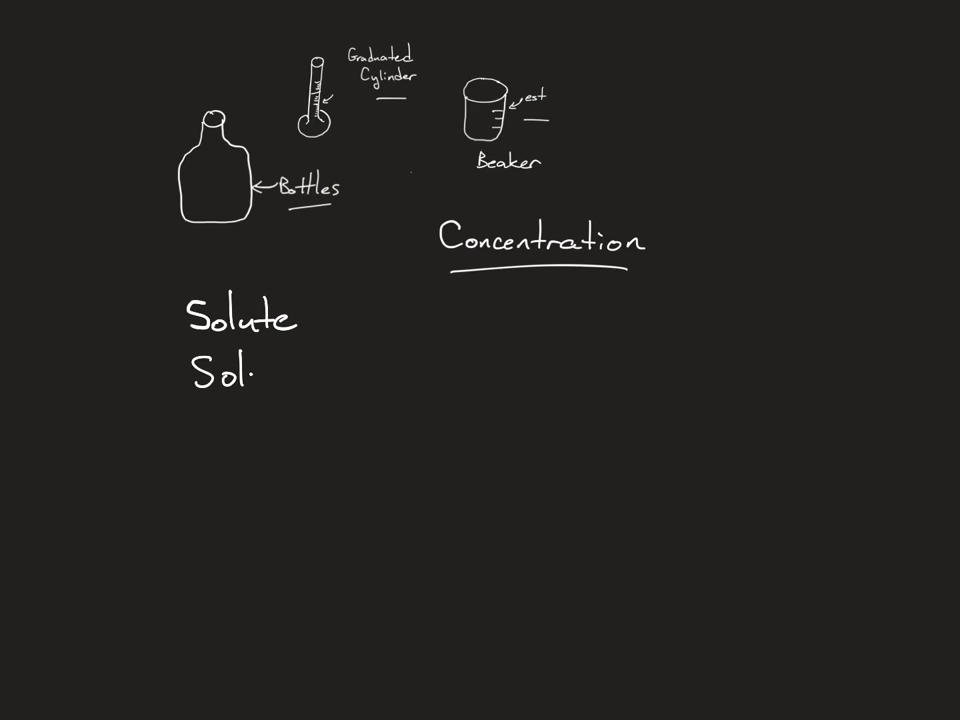 Graduated
Cylinder
est
Beaker
Bottles
Concentration
Solute
Sol